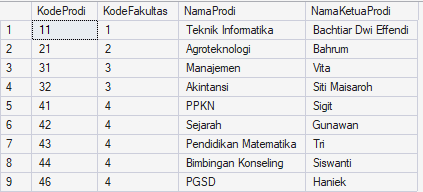 KodeProdi KodeFakultas NamaProdi NamaKetuaProdi
1 11 1 Teknik Informatika Bachtiar Dwi Effendi
2 21 2 Agroteknologi Bahrum
3 31 3 Manajemen Vita
4 32 3 Akintansi Siti Maisaroh
5 41 4 PPKN Sigit
6 42 4 Sejarah Gunawan
7 43 4 Pendidikan Matematika Tri
8 44 4 Bimbingan Konseling Siswanti
9 46 4 PGSD Haniek